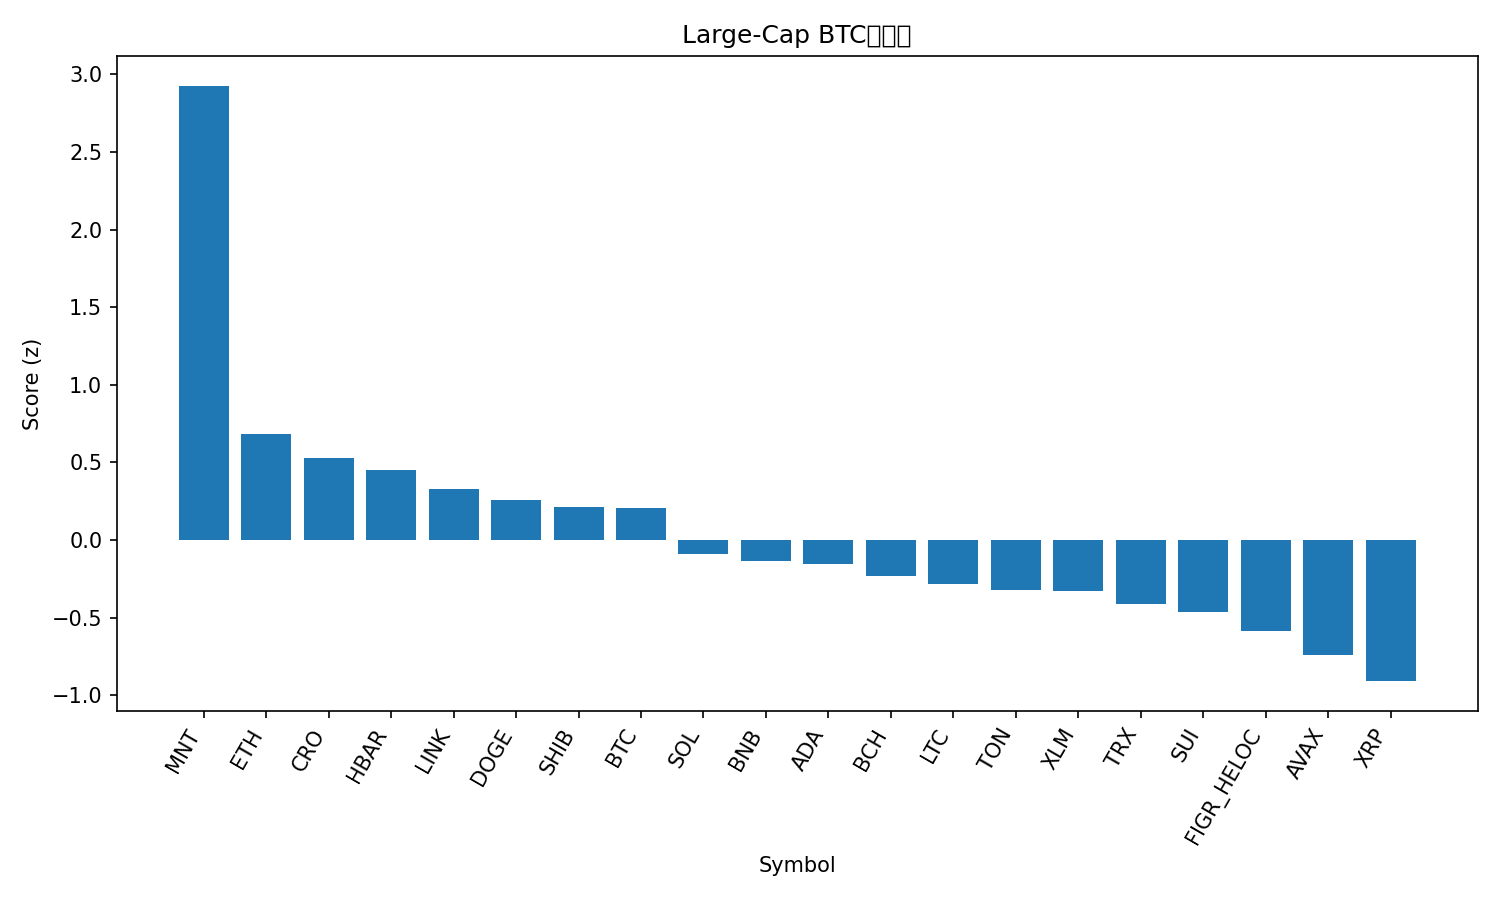 Large-Cap BTC
3.0
2.5
2.0
1.5
1.0
0.5
0.0
−0.5
−1.0
Score (z)
MNT
ETH
CRO
HBAR
LINK
DOGE
SHIB
BTC
SOL
BNB
ADA
BCH
LTC
TON
XLM
TRX
SUI
FIGR_HELOC
AVAX
XRP
Symbol